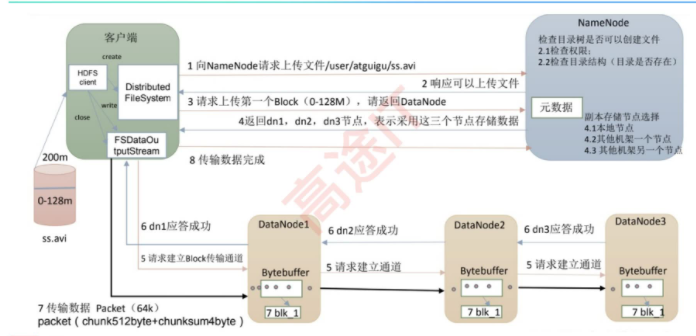 客户端
create
HDFS
client
Distributed
FileSystem
write
close
FSDataOu
tputStream
200m
0-128m
ss.avi
1 向NameNode请求上传文件/user/atguigu/ss.avi
2 响应可以上传文件
3 请求上传第一个Block（0-128M），请返回DataNode
4返回dn1，dn2，dn3节点，表示采用这三个节点存储数据
8 传输数据完成
NameNode
检查目录树是否可以创建文件
2.1检查权限；
2.2检查目录结构（目录是否存在）
元数据
副本存储节点选择
4.1本地节点
4.2其他机架一个节点
4.3 其他机架另一个节点
高途IT
6 dn1应答成功
5 请求建立Block传输通道
DataNode1
Bytebuffer
7 blk_1
6 dn2应答成功
5 请求建立通道
DataNode2
Bytebuffer
7 blk_1
6 dn3应答成功
5 请求建立通道
DataNode3
Bytebuffer
7 blk_1
7 传输数据 Packet（64k）
packet（chunk512byte+chunksum4byte）